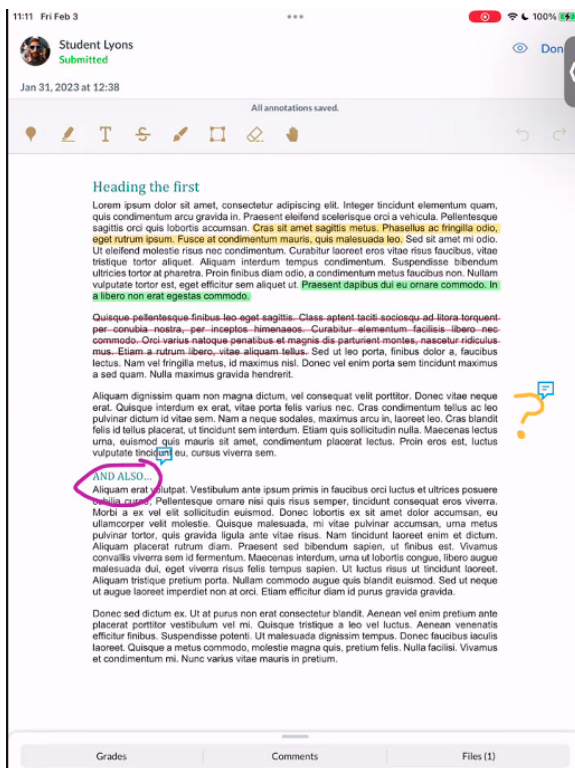 11:11 Fri Feb 3
100%
Student Lyons
Submitted
Don
Jan 31, 2023 at 12:38
All annotations saved.
T S
Heading the first
Lorem ipsum dolor sit amet, consectetur adipiscing elit. Integer tincidunt elementum quam,
quis condimentum arcu gravida in. Praesent eleifend scelerisque orci a vehicula. Pellentesque
sagittis orci quis lobortis accumsan. Cras sit amet sagittis metus. Phasellus ac fringilla odio,
eget rutrum ipsum. Fusce at condimentum mauris, quis malesuada leo. Sed sit amet mi odio.
Ut eleifend molestie risus nec condimentum. Curabitur laoreet eros vitae risus faucibus, vitae
tristique tortor aliquet. Aliquam interdum tempus condimentum. Suspendisse bibendum
ultricies tortor at pharetra. Proin finibus diam odio, a condimentum metus faucibus non. Nullam
vulputate tortor est, eget efficitur sem aliquet ut. Praesent dapibus dui eu ornare commodo. In
a libero non erat egestas commodo.
Quisque pellentesque finibus leo eget sagittis. Class aptent taciti sociosqu ad litora torquent
per conubia nostra, per inceptos himenaeos. Curabitur elementum facilisis libero nec
commodo. Orci varius natoque penatibus et magnis dis parturient montes, nascetur ridiculus
mus. Etiam a rutrum libero, vitae aliquam tellus. Sed ut leo porta, finibus dolor a, faucibus
lectus. Nam vel fringilla metus, id maximus nisl. Donec vel enim porta sem tincidunt maximus
a sed quam. Nulla maximus gravida hendrerit.
Aliquam dignissim quam non magna dictum, vel consequat velit porttitor. Donec vitae neque
erat. Quisque interdum ex erat, vitae porta felis varius nec. Cras condimentum tellus ac leo
pulvinar dictum id vitae sem. Nam a neque sodales, maximus arcu in, laoreet leo. Cras blandit
felis id tellus placerat, ut tincidunt sem interdum. Etiam quis sollicitudin nulla. Maecenas lectus
urna, euismod quis mauris sit amet, condimentum placerat lectus. Proin eros est, luctus
vulputate tincidunt eu, cursus viverra sem.
?
AND ALSO...
Aliquam erat volutpat. Vestibulum ante ipsum primis in faucibus orci luctus et ultrices posuere
cubilia curae; Pellentesque ornare nisi quis risus semper, tincidunt consequat eros viverra.
Morbi a ex vel elit sollicitudin euismod. Donec lobortis ex sit amet dolor accumsan, eu
ullamcorper velit molestie. Quisque malesuada, mi vitae pulvinar accumsan, urna metus
pulvinar tortor, quis gravida ligula ante vitae risus. Nam tincidunt laoreet enim et dictum.
Aliquam placerat rutrum diam. Praesent sed bibendum sapien, ut finibus est. Vivamus
convallis viverra sem id fermentum. Maecenas interdum, urna ut lobortis congue, libero augue
malesuada dui, eget viverra risus felis tempus sapien. Ut luctus risus ut tincidunt laoreet.
Aliquam tristique pretium porta. Nullam commodo augue quis blandit euismod. Sed ut neque
ut augue laoreet imperdiet non at orci. Etiam efficitur diam id purus gravida gravida.
Donec sed dictum ex. Ut at purus non erat consectetur blandit. Aenean vel enim pretium ante
placerat porttitor vestibulum vel mi. Quisque tristique a leo vel luctus. Aenean venenatis
efficitur finibus. Suspendisse potenti. Ut malesuada dignissim tempus. Donec faucibus iaculis
laoreet. Quisque a metus commodo, molestie magna quis, pretium felis. Nulla facilisi. Vivamus
et condimentum mi. Nunc varius vitae mauris in pretium.
Grades Comments Files (1)